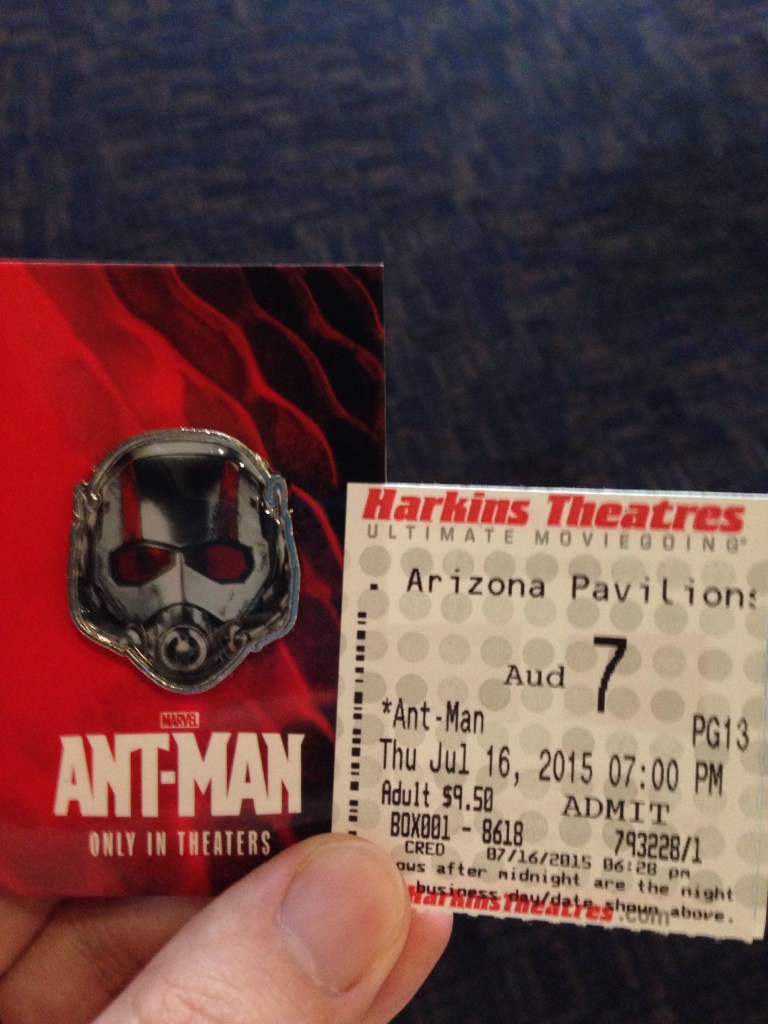 MARVEL
ANT-MAN
ONLY IN THEATERS
Harkins Theatres
ULTIMATE MOVIEGOING®
Arizona Pavilions
Aud 7
*Ant-Man PG13
Thu Jul 16, 2015 07:00 PM
Adult $9.50 ADMIT
BOX001 - 8618 793228/1
CRED 07/16/2015 06:28 pm
ows after midnight are the night
business day/date shown above.
HarkinsTheatres.com